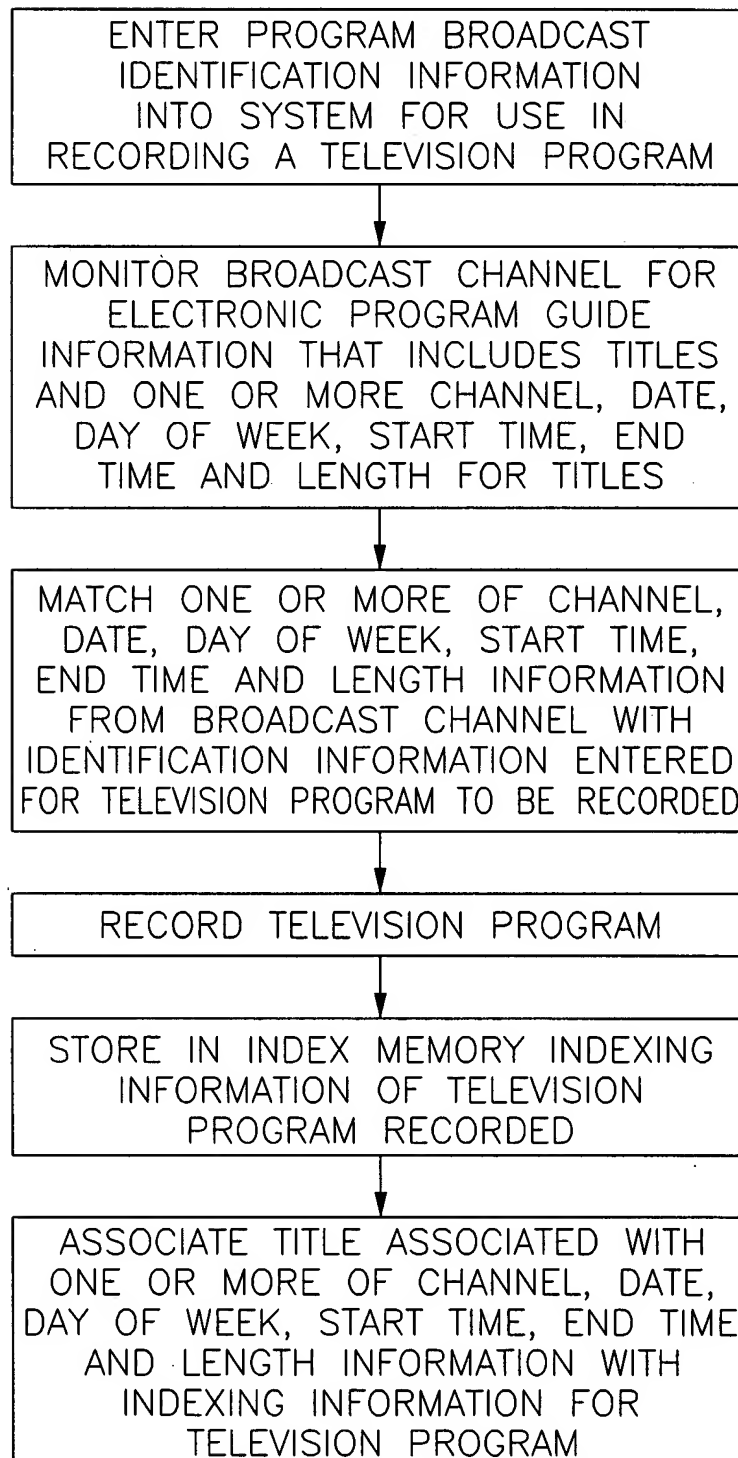 ENTER PROGRAM BROADCAST
IDENTIFICATION INFORMATION
INTO SYSTEM FOR USE IN
RECORDING A TELEVISION PROGRAM
MONITOR BROADCAST CHANNEL FOR
ELECTRONIC PROGRAM GUIDE
INFORMATION THAT INCLUDES TITLES
AND ONE OR MORE CHANNEL, DATE,
DAY OF WEEK, START TIME, END
TIME AND LENGTH FOR TITLES
MATCH ONE OR MORE OF CHANNEL,
DATE, DAY OF WEEK, START TIME,
END TIME AND LENGTH INFORMATION
FROM BROADCAST CHANNEL WITH
IDENTIFICATION INFORMATION ENTERED
FOR TELEVISION PROGRAM TO BE RECORDED
RECORD TELEVISION PROGRAM
STORE IN INDEX MEMORY INDEXING
INFORMATION OF TELEVISION
PROGRAM RECORDED
ASSOCIATE TITLE ASSOCIATED WITH
ONE OR MORE OF CHANNEL, DATE,
DAY OF WEEK, START TIME, END TIME
AND LENGTH INFORMATION WITH
INDEXING INFORMATION FOR
TELEVISION PROGRAM